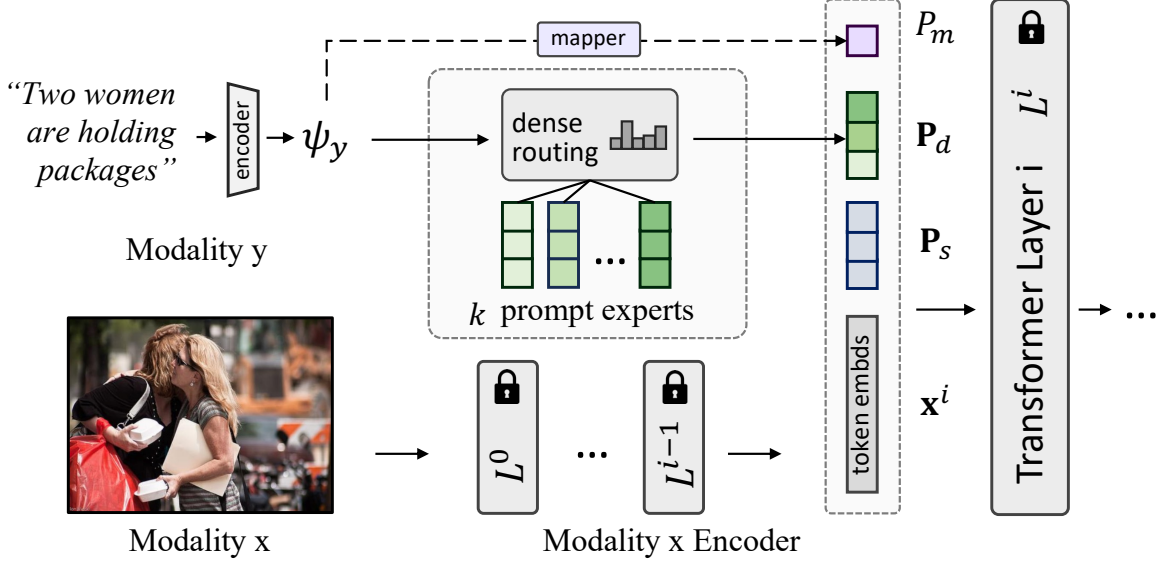 mapper
P_m
“Two women
are holding
packages”
encoder
ψ_y
dense
routing
P_d
Modality y
...
k prompt experts
P_s
L^0
...
L^{i−1}
token embds
x^i
Transformer Layer i L^i
...
Modality x
Modality x Encoder